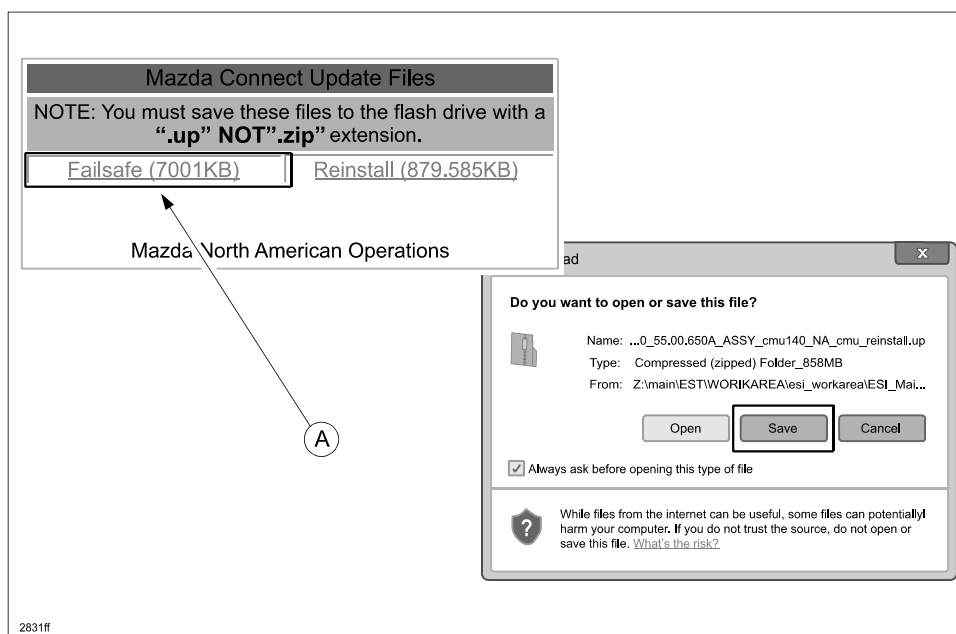 Mazda Connect Update Files
NOTE: You must save these files to the flash drive with a
“.up” NOT”.zip” extension.
Failsafe (7001KB) Reinstall (879.585KB)
Mazda North American Operations
A
ad
x
Do you want to open or save this file?
Name: ...0_55.00.650A_ASSY_cmu140_NA_cmu_reinstall.up
Type: Compressed (zipped) Folder_858MB
From: Z:\main\EST\WORIKAREA\esi_workarea\ESI_Mai...
Open Save Cancel
Always ask before opening this type of file
While files from the internet can be useful, some files can potentiallyl
harm your computer. If you do not trust the source, do not open or
save this file. What's the risk?
?
2831ff